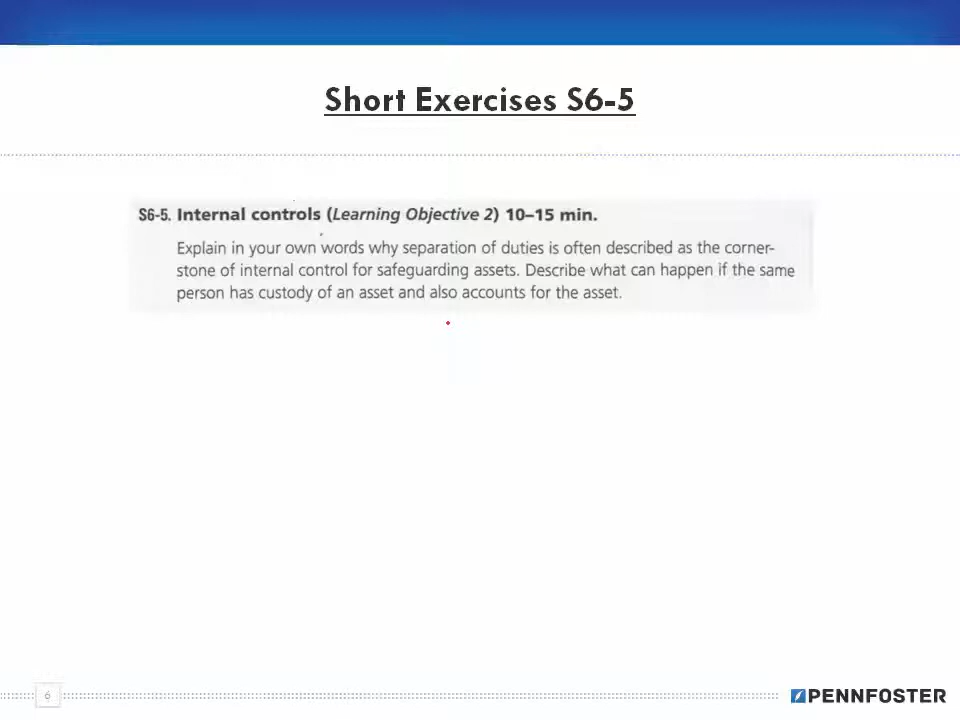 Short Exercises S6-5
S6-5. Internal controls (Learning Objective 2) 10–15 min.
Explain in your own words why separation of duties is often described as the corner-
stone of internal control for safeguarding assets. Describe what can happen if the same
person has custody of an asset and also accounts for the asset.
6
PENNFOSTER